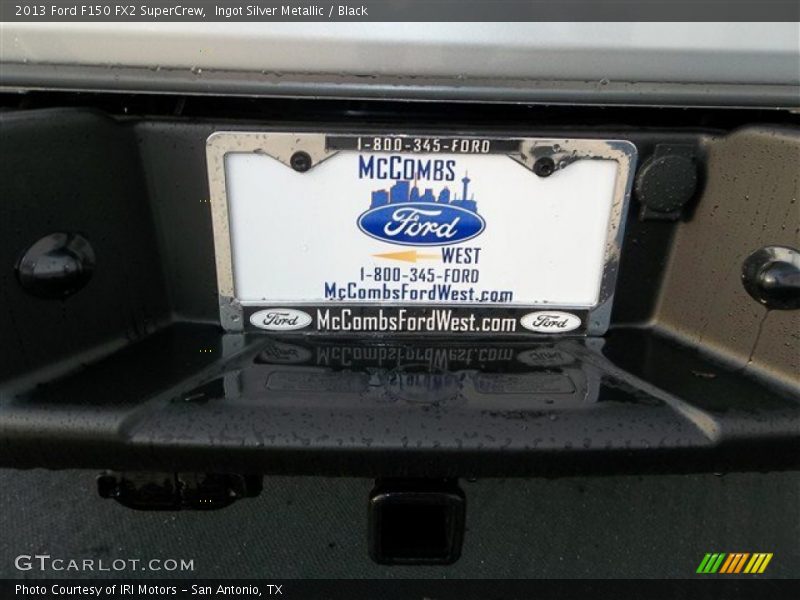 2013 Ford F150 FX2 SuperCrew,  Ingot Silver Metallic / Black
1-800-345-FORD
McCOMBS
Ford
WEST
1-800-345-FORD
McCombsFordWest.com
Ford McCombsFordWest.com Ford
GTCARLOT.COM
Photo Courtesy of IRI Motors - San Antonio, TX